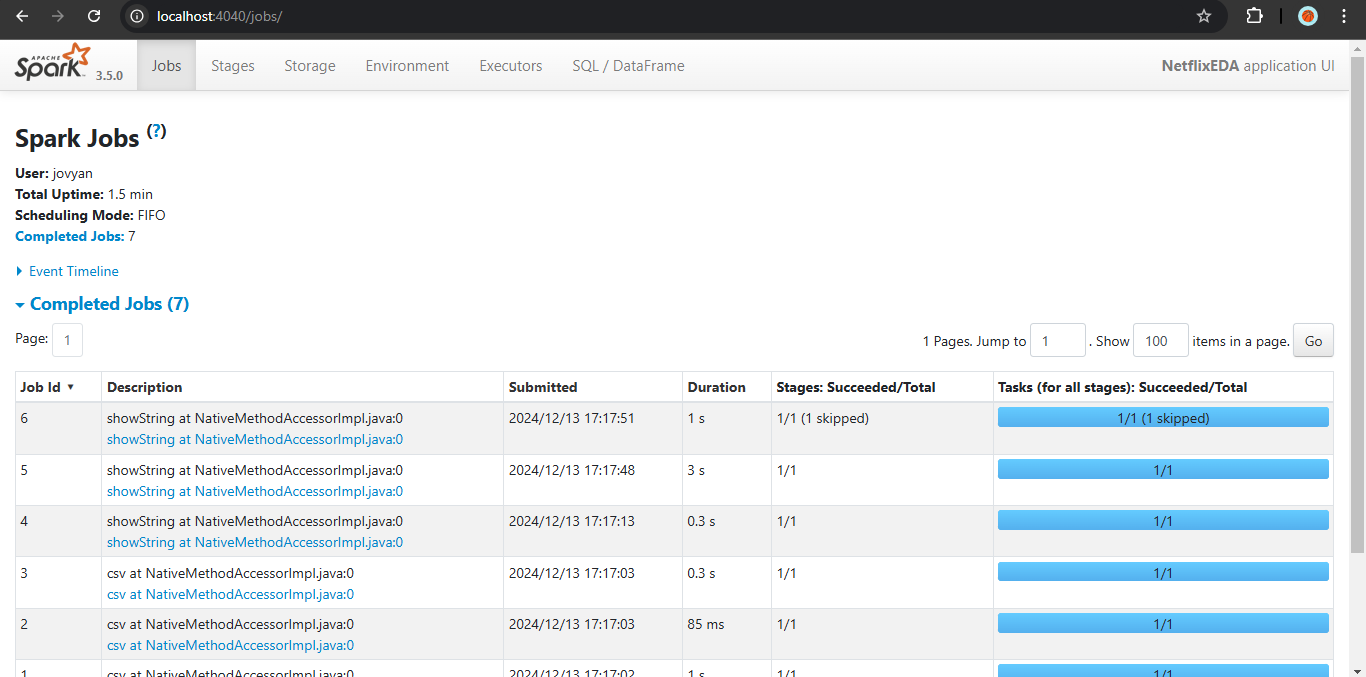 localhost:4040/jobs/
APACHE
Spark 3.5.0 Jobs Stages Storage Environment Executors SQL / DataFrame NetflixEDA application UI
Spark Jobs (?)
User: jovyan
Total Uptime: 1.5 min
Scheduling Mode: FIFO
Completed Jobs: 7
Event Timeline
Completed Jobs (7)
Page: 1 1 Pages. Jump to 1 . Show 100 items in a page. Go
Job Id ▾ Description Submitted Duration Stages: Succeeded/Total Tasks (for all stages): Succeeded/Total
6 showString at NativeMethodAccessorImpl.java:0 2024/12/13 17:17:51 1 s 1/1 (1 skipped) 1/1 (1 skipped)
showString at NativeMethodAccessorImpl.java:0
5 showString at NativeMethodAccessorImpl.java:0 2024/12/13 17:17:48 3 s 1/1 1/1
showString at NativeMethodAccessorImpl.java:0
4 showString at NativeMethodAccessorImpl.java:0 2024/12/13 17:17:13 0.3 s 1/1 1/1
showString at NativeMethodAccessorImpl.java:0
3 csv at NativeMethodAccessorImpl.java:0 2024/12/13 17:17:03 0.3 s 1/1 1/1
csv at NativeMethodAccessorImpl.java:0
2 csv at NativeMethodAccessorImpl.java:0 2024/12/13 17:17:03 85 ms 1/1 1/1
csv at NativeMethodAccessorImpl.java:0
1 csv at NativeMethodAccessorImpl.java:0 2024/12/13 17:17:02 1 s 1/1 1/1